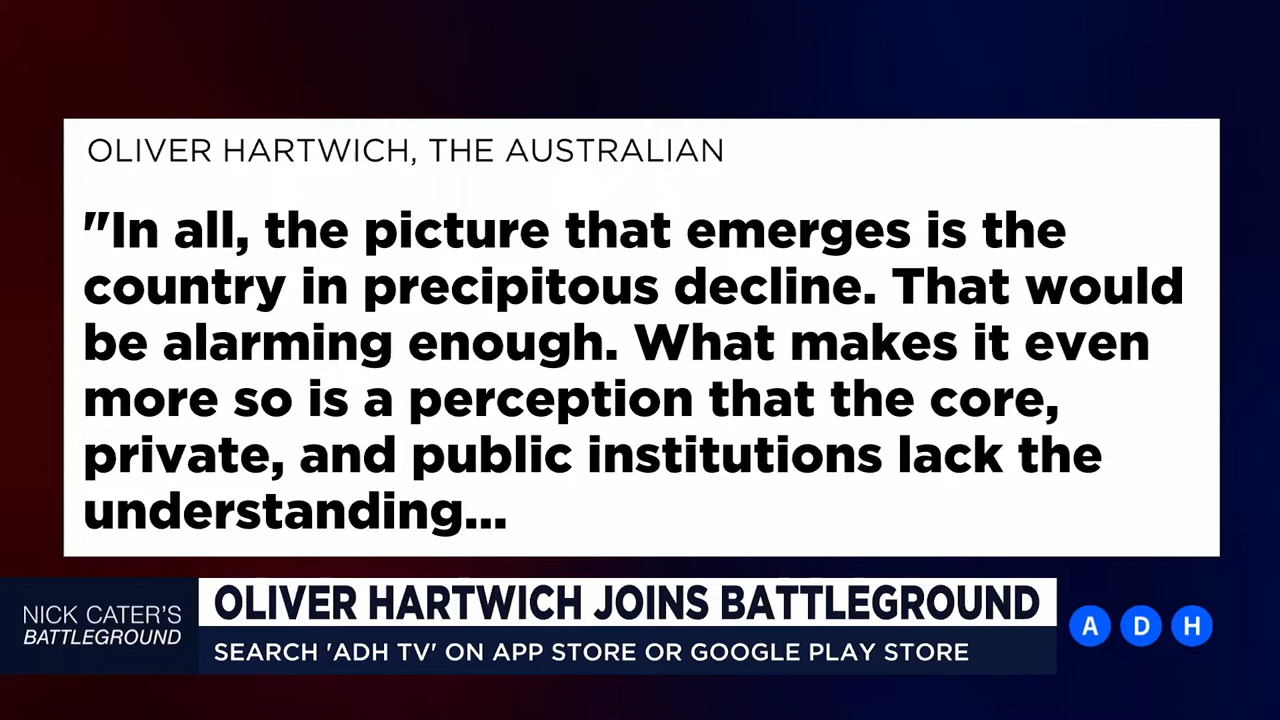 OLIVER HARTWICH, THE AUSTRALIAN
"In all, the picture that emerges is the
country in precipitous decline. That would
be alarming enough. What makes it even
more so is a perception that the core,
private, and public institutions lack the
understanding...
NICK CATER'S
BATTLEGROUND
OLIVER HARTWICH JOINS BATTLEGROUND
SEARCH 'ADH TV' ON APP STORE OR GOOGLE PLAY STORE
A D H